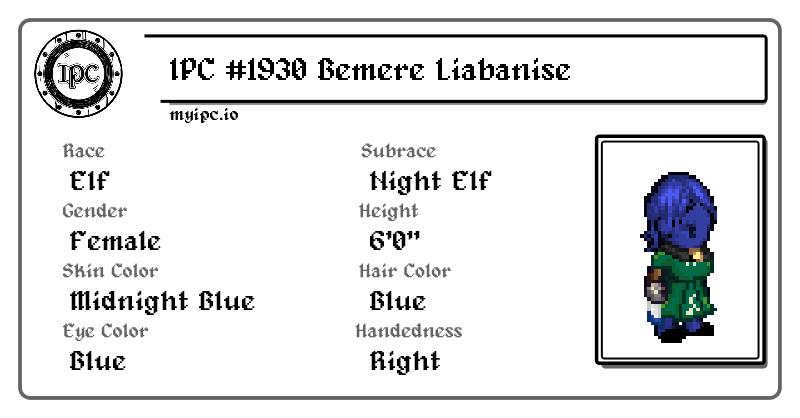 IPC
IPC #1930 Bemere Liabanise
myipc.io
Race
Elf
Subrace
Night Elf
Gender
Female
Height
6'0"
Skin Color
Midnight Blue
Hair Color
Blue
Eye Color
Blue
Handedness
Right